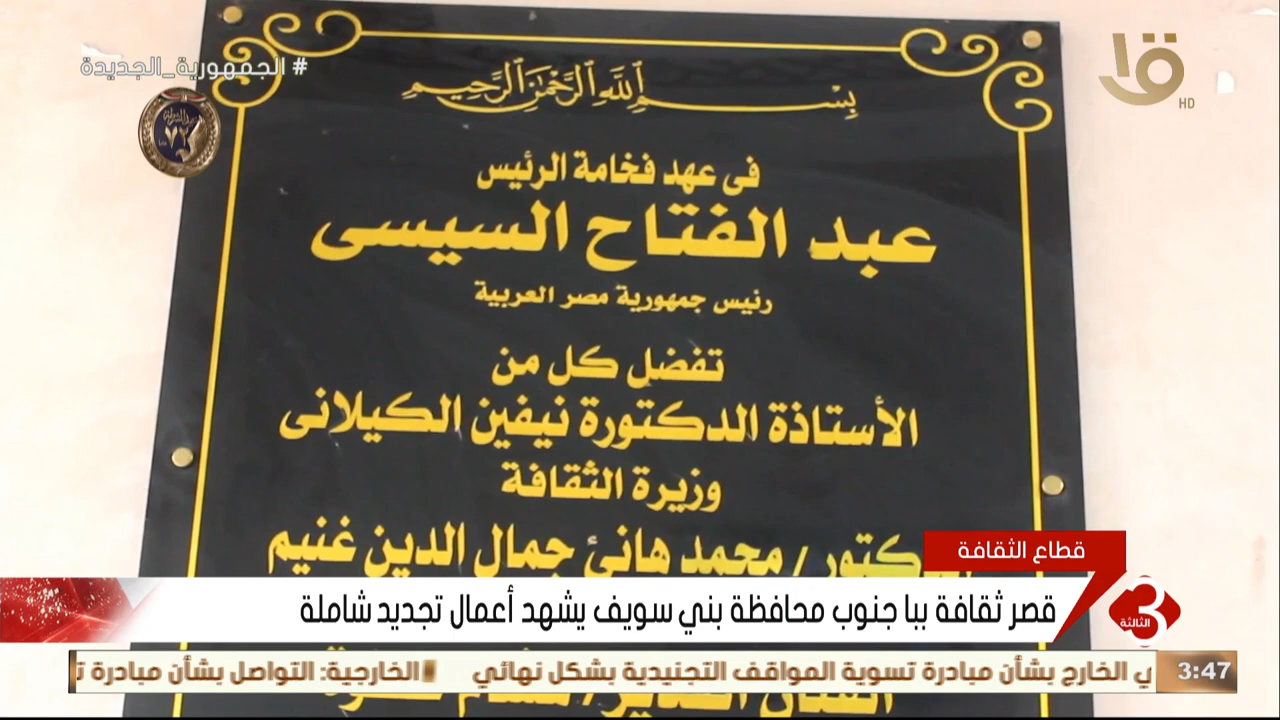 # الجمهورية_الجديدة
HD
بسم الله الرحمن الرحيم
فى عهد فخامة الرئيس
عبد الفتاح السيسى
رئيس جمهورية مصر العربية
تفضل كل من
الأستاذة الدكتورة نيفين الكيلانى
وزيرة الثقافة
/ محمد هانئ جمال الدين غنيم
قطاع الثقافة
قصر ثقافة ببا جنوب محافظة بني سويف يشهد أعمال تجديد شاملة
3 الثالثة
الخارج بشأن مبادرة تسوية المواقف التجنيدية بشكل نهائي
الخارجية: التواصل بشأن مبادرة
3:47